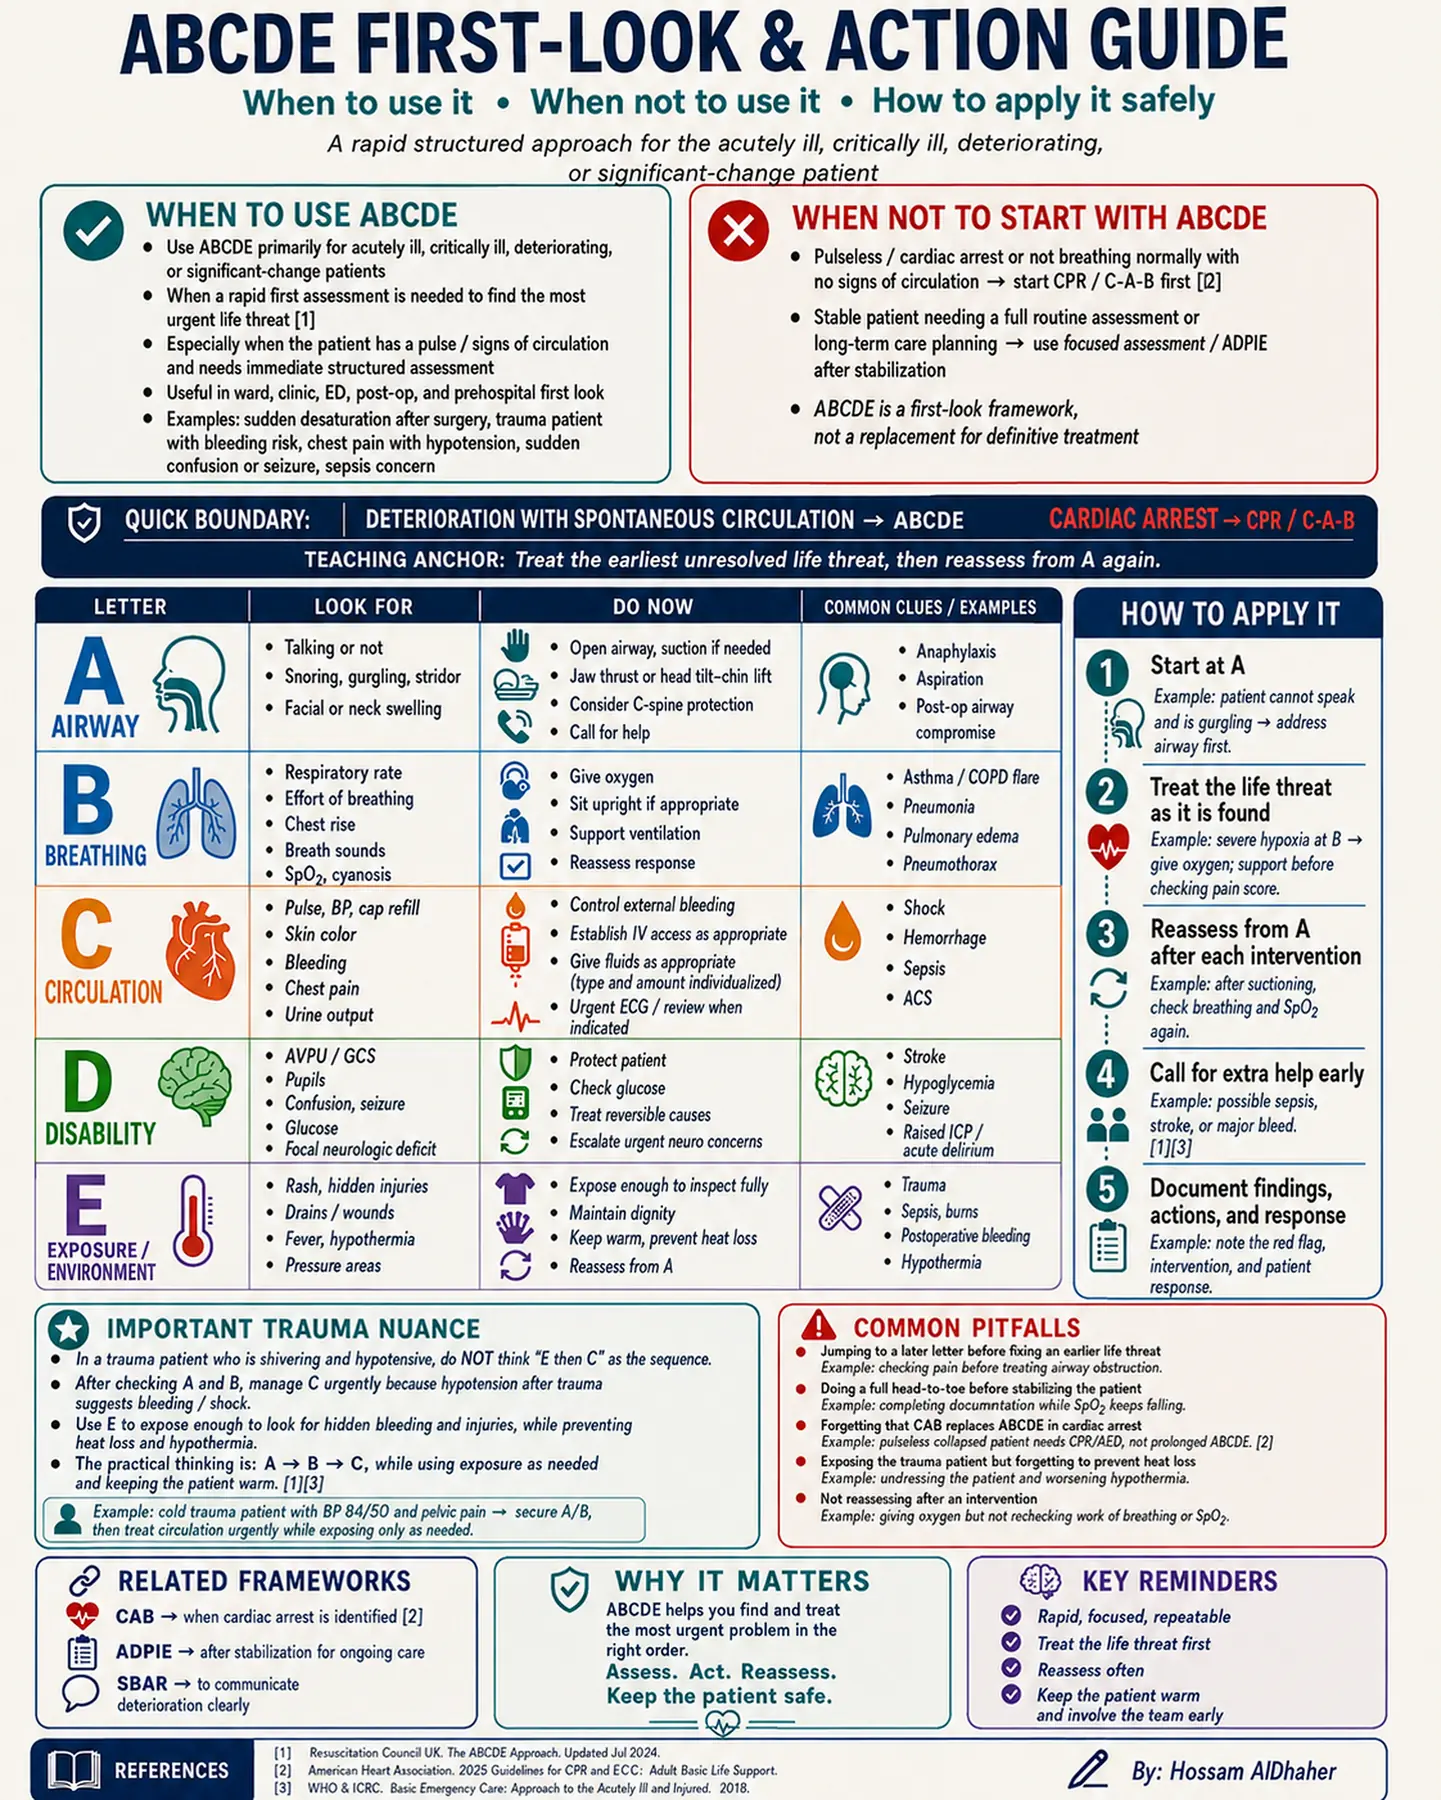 ABCDE FIRST-LOOK & ACTION GUIDE
When to use it • When not to use it • How to apply it safely
A rapid structured approach for the acutely ill, critically ill, deteriorating,
or significant-change patient
WHEN TO USE ABCDE
• Use ABCDE primarily for acutely ill, critically ill, deteriorating,
or significant-change patients
• When a rapid first assessment is needed to find the most
urgent life threat [1]
• Especially when the patient has a pulse / signs of circulation
and needs immediate structured assessment
• Useful in ward, clinic, ED, post-op, and prehospital first look
• Examples: sudden desaturation after surgery, trauma patient
with bleeding risk, chest pain with hypotension, sudden
confusion or seizure, sepsis concern
WHEN NOT TO START WITH ABCDE
• Pulseless / cardiac arrest or not breathing normally with
no signs of circulation → start CPR / C-A-B first [2]
• Stable patient needing a full routine assessment or
long-term care planning → use focused assessment / ADPIE
after stabilization
• ABCDE is a first-look framework,
not a replacement for definitive treatment
QUICK BOUNDARY: | DETERIORATION WITH SPONTANEOUS CIRCULATION → ABCDE CARDIAC ARREST → CPR / C-A-B
TEACHING ANCHOR: Treat the earliest unresolved life threat, then reassess from A again.
LETTER
LOOK FOR
DO NOW
COMMON CLUES / EXAMPLES
A
AIRWAY
• Talking or not
• Snoring, gurgling, stridor
• Facial or neck swelling
• Open airway, suction if needed
• Jaw thrust or head tilt–chin lift
• Consider C-spine protection
• Call for help
• Anaphylaxis
• Aspiration
• Post-op airway
compromise
B
BREATHING
• Respiratory rate
• Effort of breathing
• Chest rise
• Breath sounds
• SpO₂, cyanosis
• Give oxygen
• Sit upright if appropriate
• Support ventilation
• Reassess response
• Asthma / COPD flare
• Pneumonia
• Pulmonary edema
• Pneumothorax
C
CIRCULATION
• Pulse, BP, cap refill
• Skin color
• Bleeding
• Chest pain
• Urine output
• Control external bleeding
• Establish IV access as appropriate
• Give fluids as appropriate
(type and amount individualized)
• Urgent ECG / review when
indicated
• Shock
• Hemorrhage
• Sepsis
• ACS
D
DISABILITY
• AVPU / GCS
• Pupils
• Confusion, seizure
• Glucose
• Focal neurologic deficit
• Protect patient
• Check glucose
• Treat reversible causes
• Escalate urgent neuro concerns
• Stroke
• Hypoglycemia
• Seizure
• Raised ICP /
acute delirium
E
EXPOSURE /
ENVIRONMENT
• Rash, hidden injuries
• Drains / wounds
• Fever, hypothermia
• Pressure areas
• Expose enough to inspect fully
• Maintain dignity
• Keep warm, prevent heat loss
• Reassess from A
• Trauma
• Sepsis, burns
• Postoperative bleeding
• Hypothermia
HOW TO APPLY IT
1 Start at A
Example: patient cannot speak
and is gurgling → address
airway first.
2 Treat the life threat
as it is found
Example: severe hypoxia at B →
give oxygen; support before
checking pain score.
3 Reassess from A
after each intervention
Example: after suctioning,
check breathing and SpO₂
again.
4 Call for extra help early
Example: possible sepsis,
stroke, or major bleed.
[1][3]
5 Document findings,
actions, and response
Example: note the red flag,
intervention, and patient
response.
IMPORTANT TRAUMA NUANCE
• In a trauma patient who is shivering and hypotensive, do NOT think "E then C" as the sequence.
• After checking A and B, manage C urgently because hypotension after trauma
suggests bleeding / shock.
• Use E to expose enough to look for hidden bleeding and injuries, while preventing
heat loss and hypothermia.
• The practical thinking is: A → B → C, while using exposure as needed
and keeping the patient warm. [1][3]
Example: cold trauma patient with BP 84/50 and pelvic pain → secure A/B,
then treat circulation urgently while exposing only as needed.
COMMON PITFALLS
• Jumping to a later letter before fixing an earlier life threat
Example: checking pain before treating airway obstruction.
• Doing a full head-to-toe before stabilizing the patient
Example: completing documntation while SpO₂ keeps falling.
• Forgetting that CAB replaces ABCDE in cardiac arrest
Example: pulseless collapsed patient needs CPR/AED, not prolonged ABCDE. [2]
• Exposing the trauma patient but forgetting to prevent heat loss
Example: undressing the patient and worsening hypothermia.
• Not reassessing after an intervention
Example: giving oxygen but not rechecking work of breathing or SpO₂.
RELATED FRAMEWORKS
CAB → when cardiac arrest is identified [2]
ADPIE → after stabilization for ongoing care
SBAR → to communicate
deterioration clearly
WHY IT MATTERS
ABCDE helps you find and treat
the most urgent problem in the
right order.
Assess. Act. Reassess.
Keep the patient safe.
KEY REMINDERS
Rapid, focused, repeatable
Treat the life threat first
Reassess often
Keep the patient warm
and involve the team early
REFERENCES
[1] Resuscitation Council UK. The ABCDE Approach. Updated Jul 2024.
[2] American Heart Association. 2025 Guidelines for CPR and ECC: Adult Basic Life Support.
[3] WHO & ICRC. Basic Emergency Care: Approach to the Acutely Ill and Injured. 2018.
By: Hossam AlDhaher